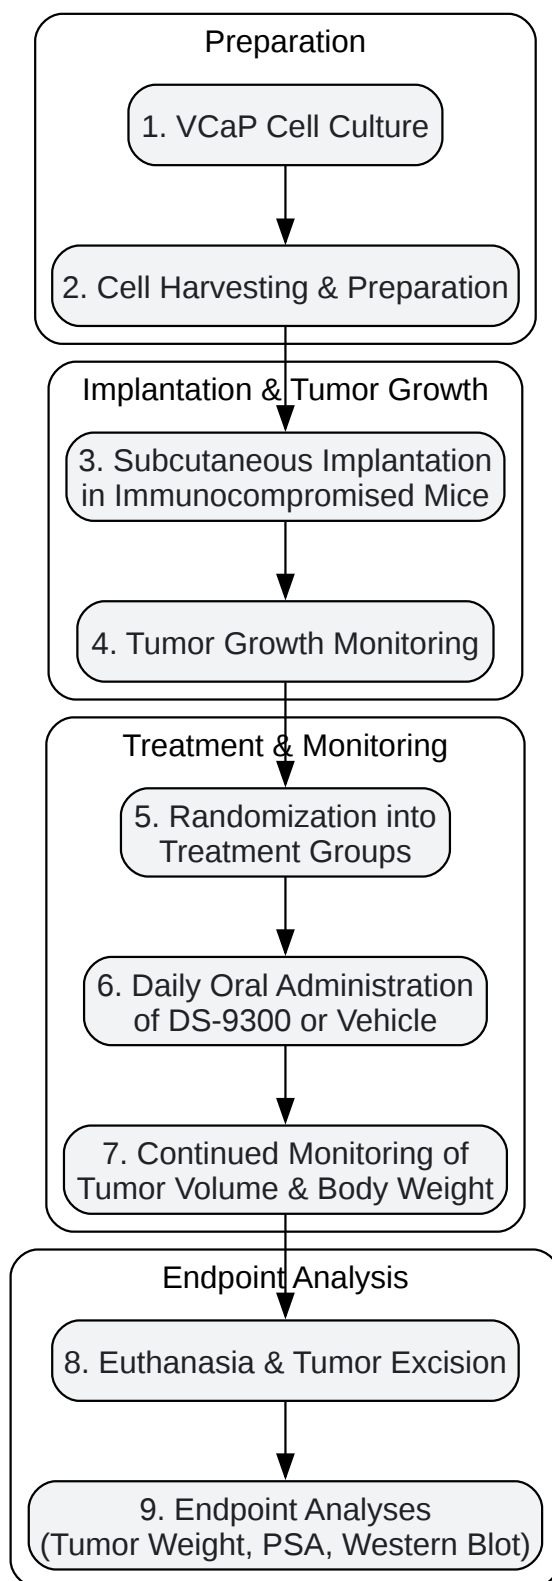 Preparation
1. VCaP Cell Culture
2. Cell Harvesting & Preparation
Implantation & Tumor Growth
3. Subcutaneous Implantation
in Immunocompromised Mice
4. Tumor Growth Monitoring
Treatment & Monitoring
5. Randomization into
Treatment Groups
6. Daily Oral Administration
of DS-9300 or Vehicle
7. Continued Monitoring of
Tumor Volume & Body Weight
Endpoint Analysis
8. Euthanasia & Tumor Excision
9. Endpoint Analyses
(Tumor Weight, PSA, Western Blot)